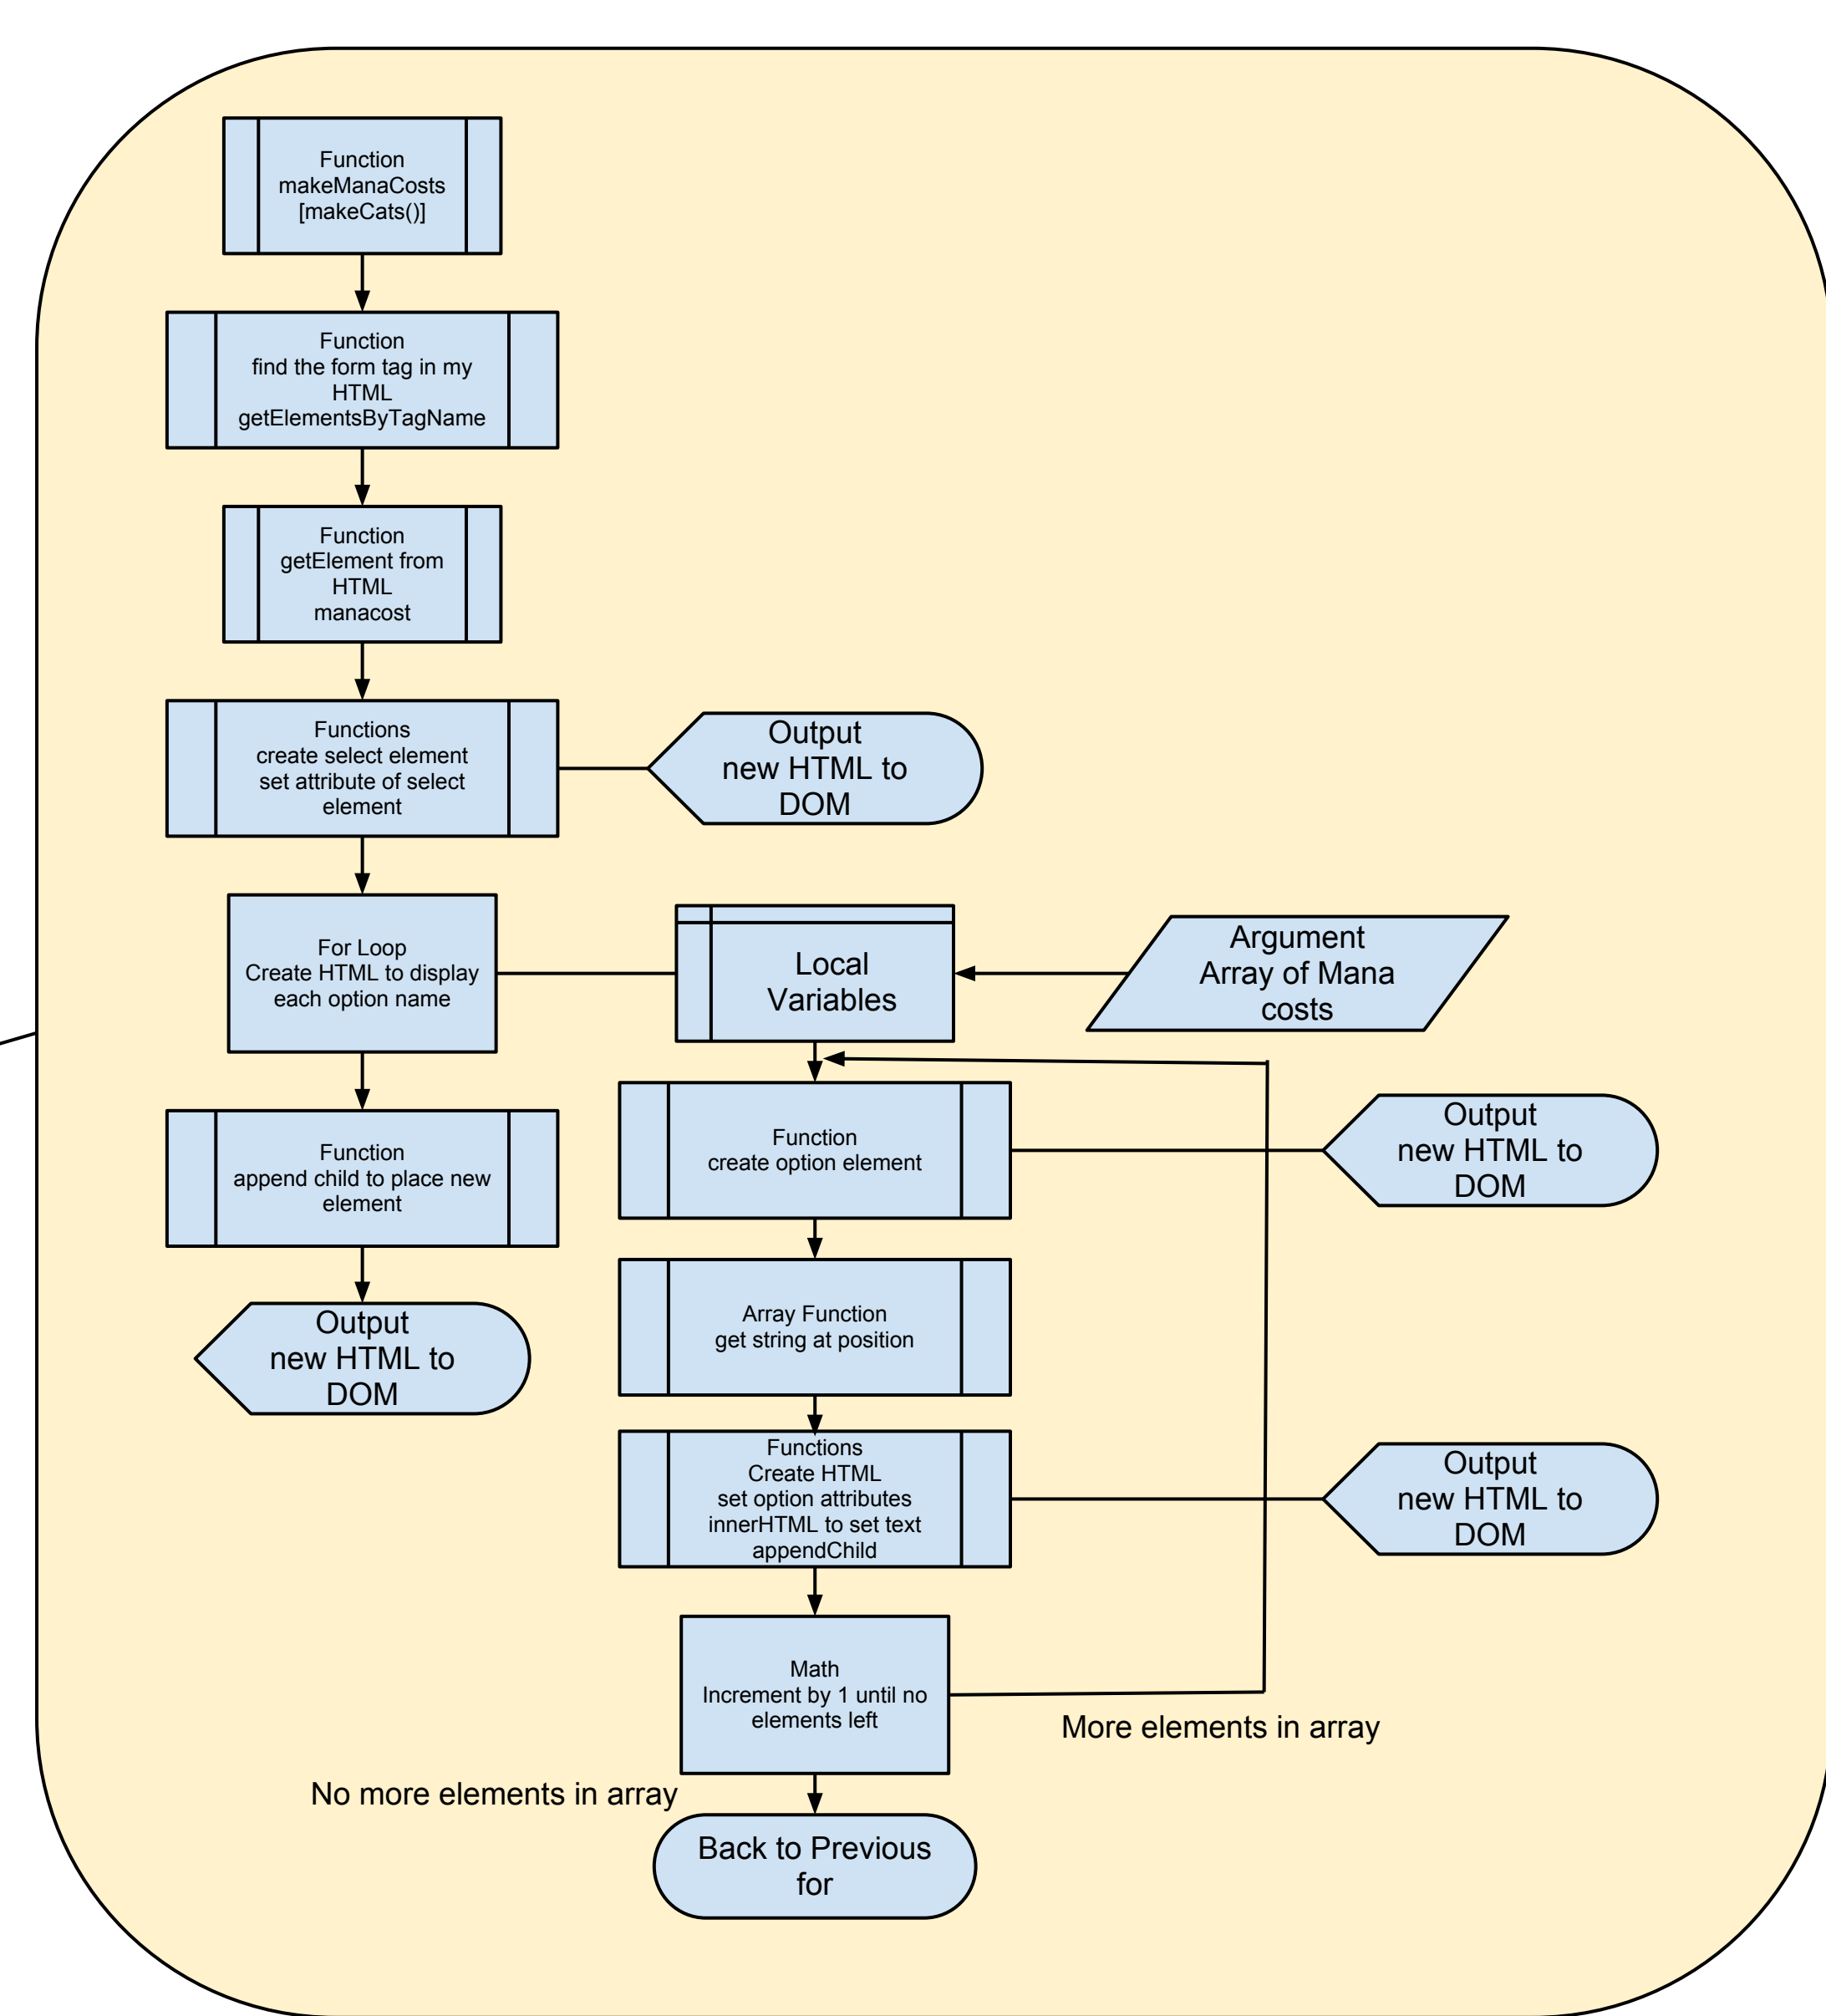 Function
makeManaCosts
[makeCats()]
Function
find the form tag in my
HTML
getElementsByTagName
Function
getElement from
HTML
manacost
Functions
create select element
set attribute of select
element
Output
new HTML to
DOM
For Loop
Create HTML to display
each option name
Local
Variables
Argument
Array of Mana
costs
Function
append child to place new
element
Output
new HTML to
DOM
Function
create option element
Output
new HTML to
DOM
Array Function
get string at position
Functions
Create HTML
set option attributes
innerHTML to set text
appendChild
Output
new HTML to
DOM
Math
Increment by 1 until no
elements left
More elements in array
No more elements in array
Back to Previous
for